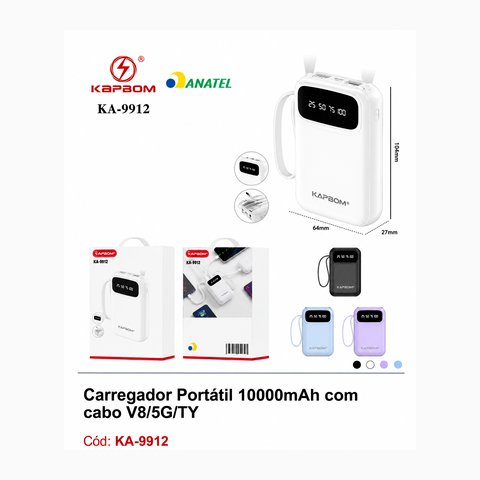 KAPBOM®
ANATEL
KA-9912
25 50 75 100
KAPBOM®
104mm
64mm
27mm
KAPBOM
KA-9912
KAPBOM
KA-9912
KAPBOM
Carregador Portátil 10000mAh com
cabo V8/5G/TY
Cód: KA-9912